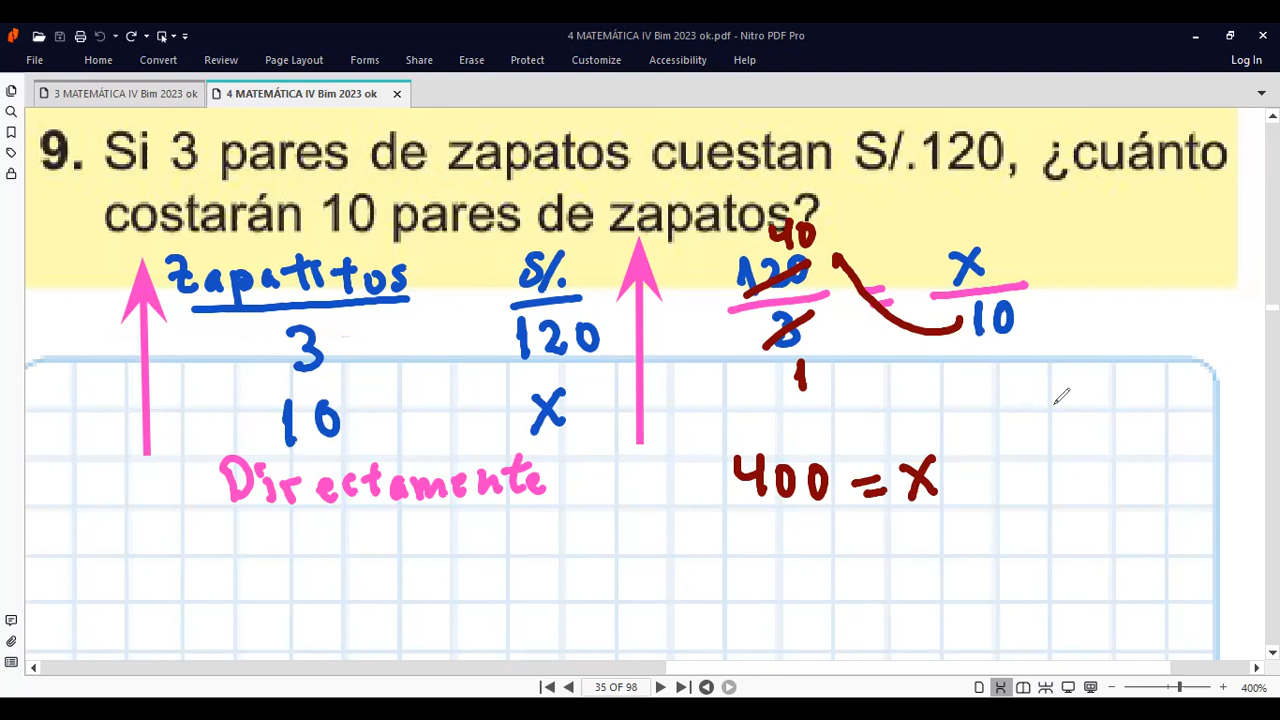 4 MATEMÁTICA IV Bim 2023 ok.pdf - Nitro PDF Pro
File Home Convert Review Page Layout Forms Share Erase Protect Customize Accessibility Help Log In
3 MATEMÁTICA IV Bim 2023 ok 4 MATEMÁTICA IV Bim 2023 ok
9. Si 3 pares de zapatos cuestan S/.120, ¿cuánto
costarán 10 pares de zapatos?
40
Zapatitos S/. 120 = X
3 120 3 10
1
10 X
Directamente 400 = X
35 OF 98 400%